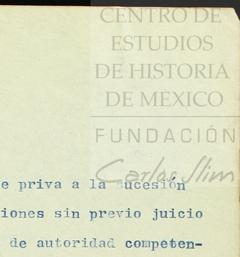 CENTRO DE
ESTUDIOS
DE HISTORIA
DE MEXICO
FUNDACIÓN
Carlos Slim
e priva a la sucesión
iones sin previo juicio
de autoridad competen-